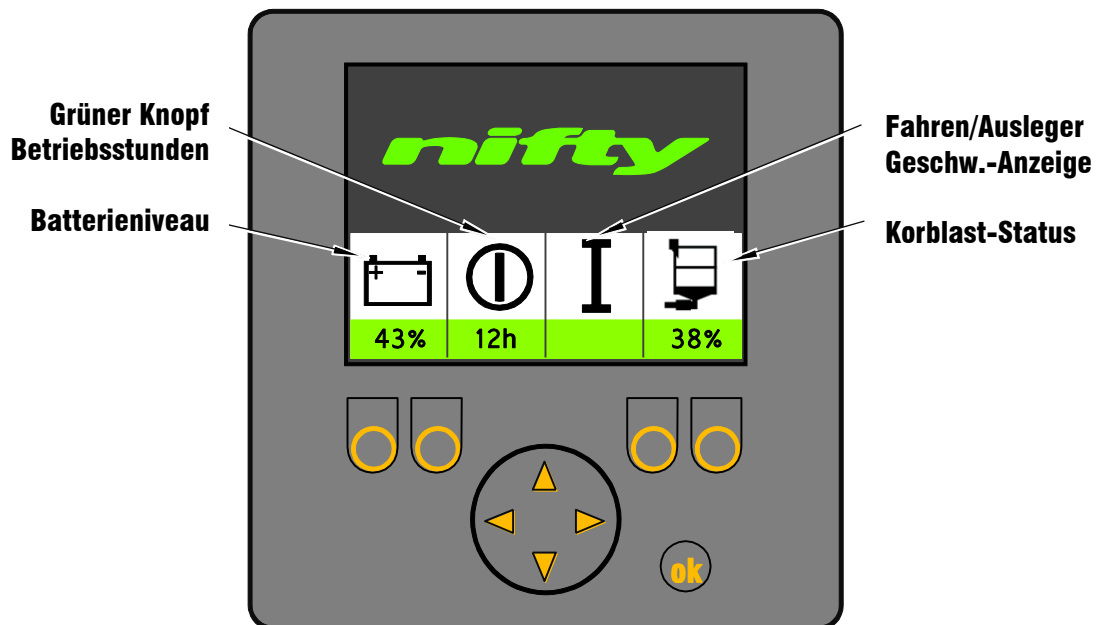 Grüner Knopf
Betriebsstunden
Batterieniveau
Fahren/Ausleger
Geschw.-Anzeige
Korblast-Status
nifty
+ -
43% 12h 38%
ok